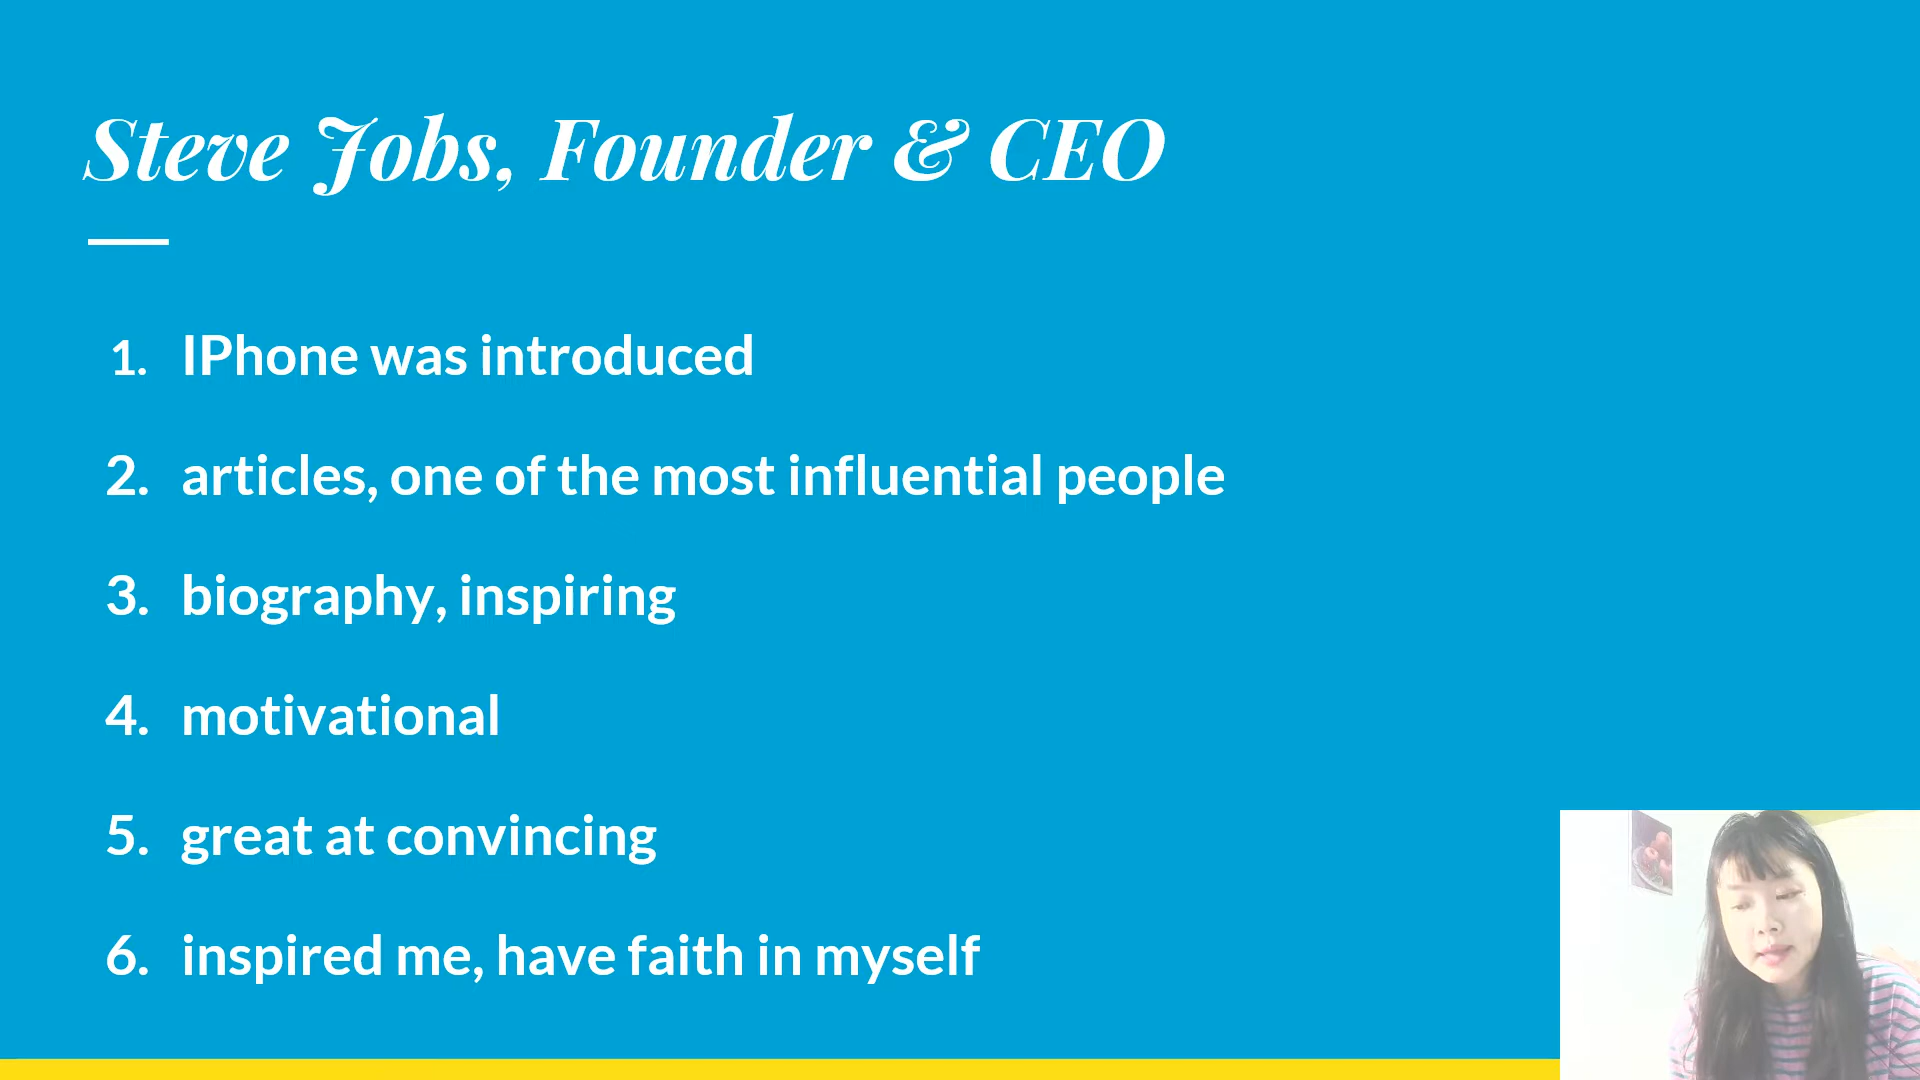 Steve Jobs, Founder & CEO
1. IPhone was introduced
2. articles, one of the most influential people
3. biography, inspiring
4. motivational
5. great at convincing
6. inspired me, have faith in myself